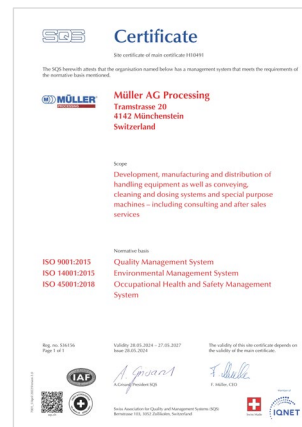 SQS
Certificate
Site certificate of main certificate H10491
The SQS herewith attests that the organisation named below has a management system that meets the requirements of
the normative basis mentioned.
MÜLLER
PROCESSING
Müller AG Processing
Tramstrasse 20
4142 Münchenstein
Switzerland
Scope
Development, manufacturing and distribution of
handling equipment as well as conveying,
cleaning and dosing systems and special purpose
machines – including consulting and after sales
services
Normative basis
ISO 9001:2015 Quality Management System
ISO 14001:2015 Environmental Management System
ISO 45001:2018 Occupational Health and Safety Management
System
Reg. no. 536156
Page 1 of 1
Validity 28.05.2024 – 27.05.2027
Issue 28.05.2024
The validity of this site certificate depends on
the validity of the main certificate.
IAF
A. Grisard, President SQS
F. Müller, CEO
Swiss Association for Quality and Management Systems (SQS)
Bernstrasse 103, 3052 Zollikofen, Switzerland
IQNET